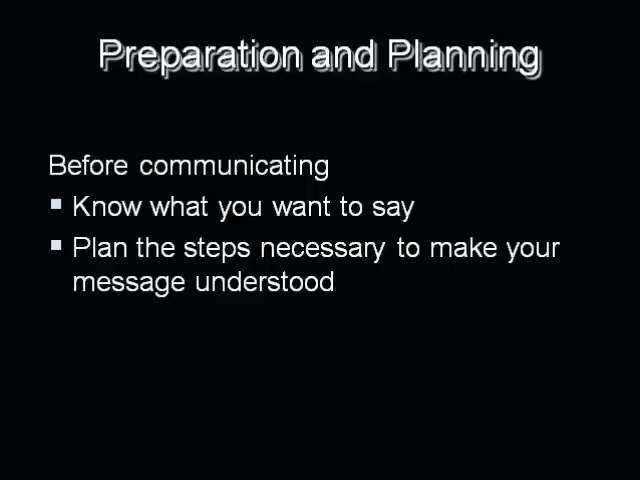 Preparation and Planning
Before communicating
▪ Know what you want to say
▪ Plan the steps necessary to make your
message understood